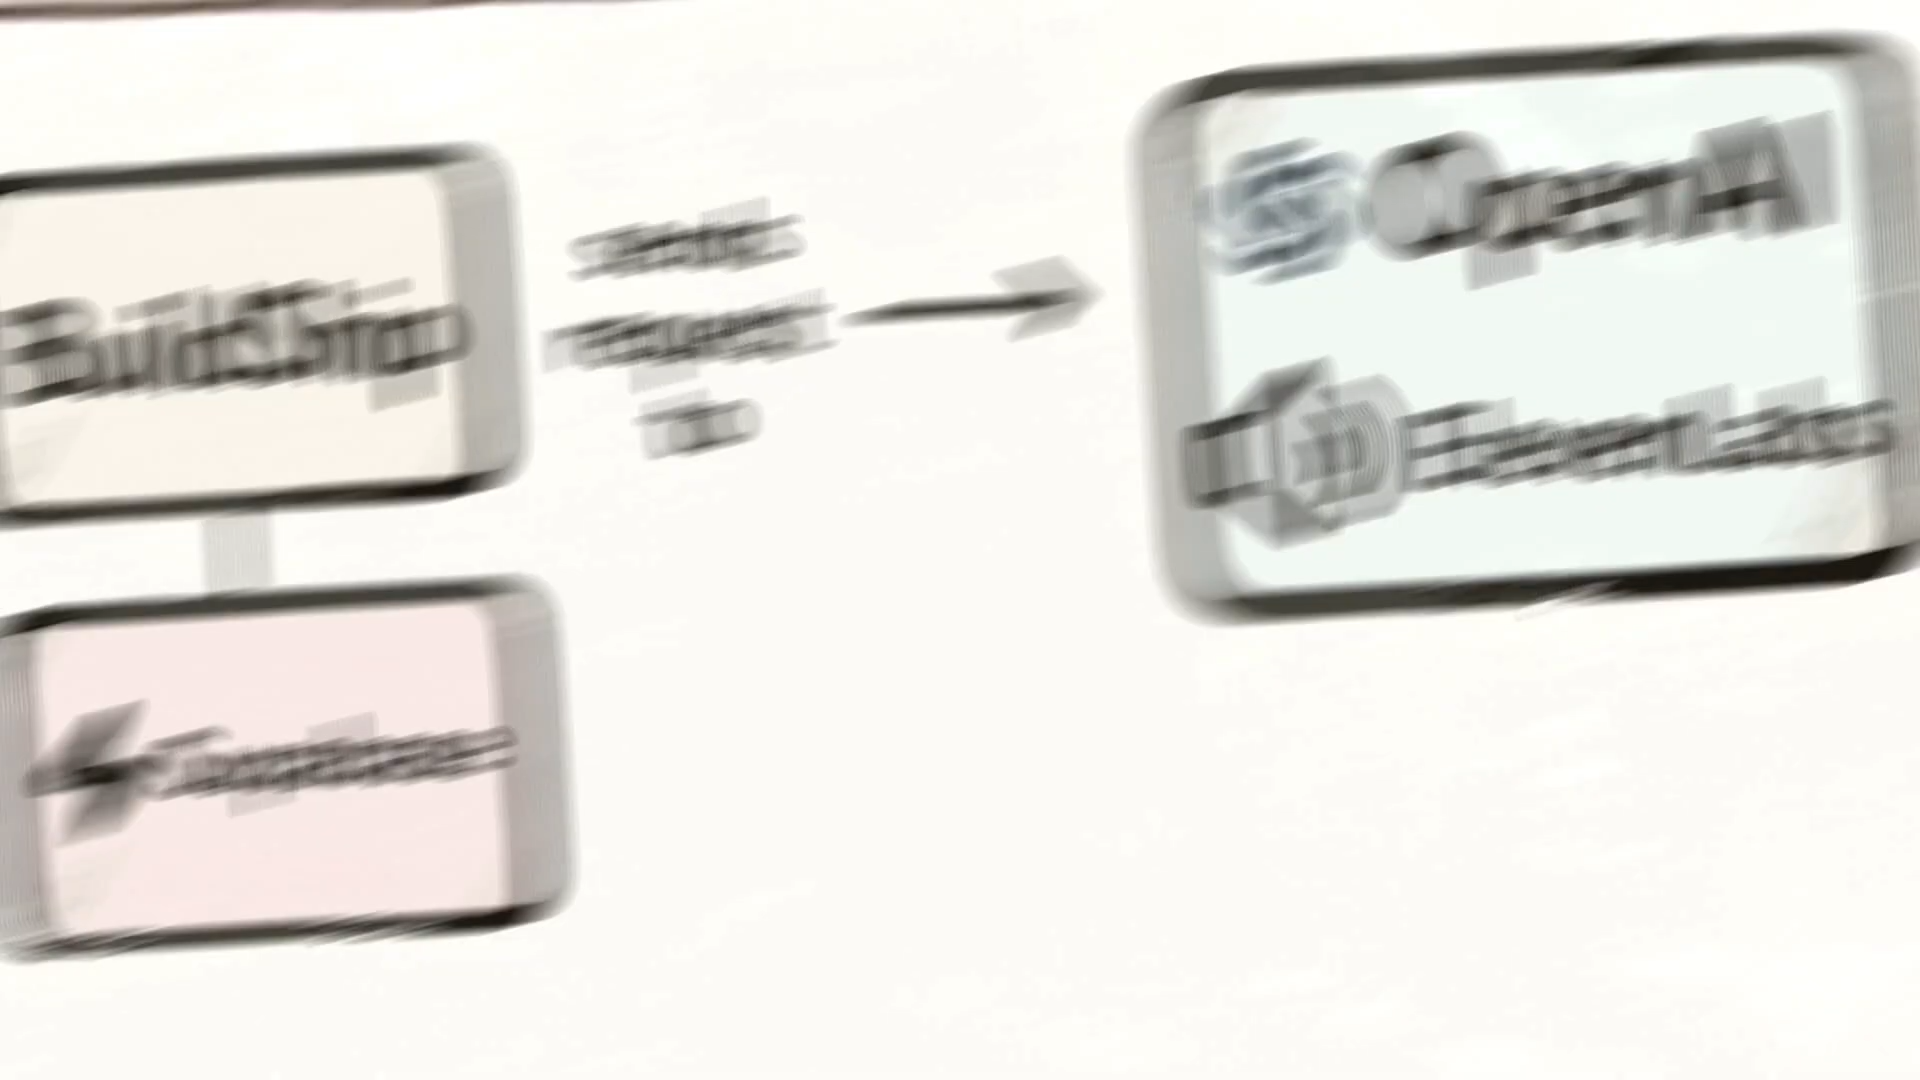 BuildShip
sends
request
To
OpenAI
ElevenLabs